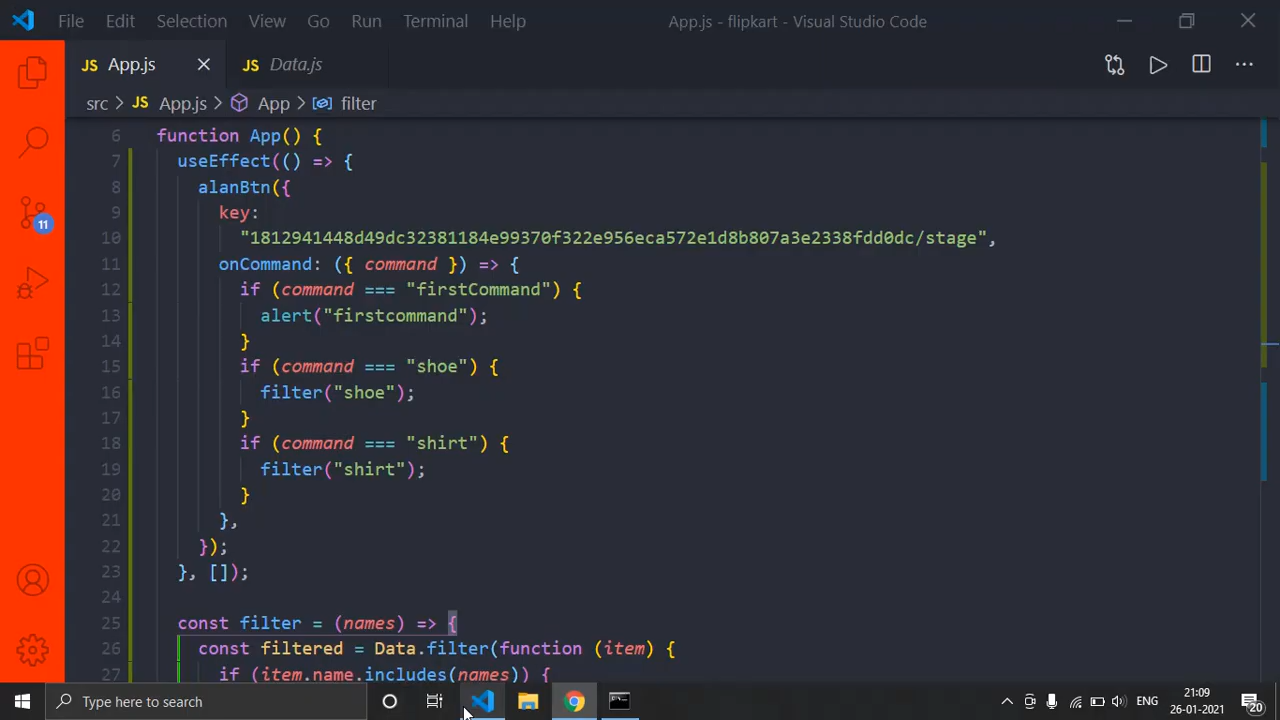 File Edit Selection View Go Run Terminal Help App.js - flipkart - Visual Studio Code
JS App.js JS Data.js
src > JS App.js > App > filter
6 function App() {
7 useEffect(() => {
8 alanBtn({
9 key:
10 "1812941448d49dc32381184e99370f322e956eca572e1d8b807a3e2338fdd0dc/stage",
11 onCommand: ({ command }) => {
12 if (command === "firstCommand") {
13 alert("firstcommand");
14 }
15 if (command === "shoe") {
16 filter("shoe");
17 }
18 if (command === "shirt") {
19 filter("shirt");
20 }
21 },
22 });
23 }, []);
24
25 const filter = (names) => {
26 const filtered = Data.filter(function (item) {
27 if (item.name.includes(names)) {
11
Type here to search
ENG
21:09
26-01-2021
20